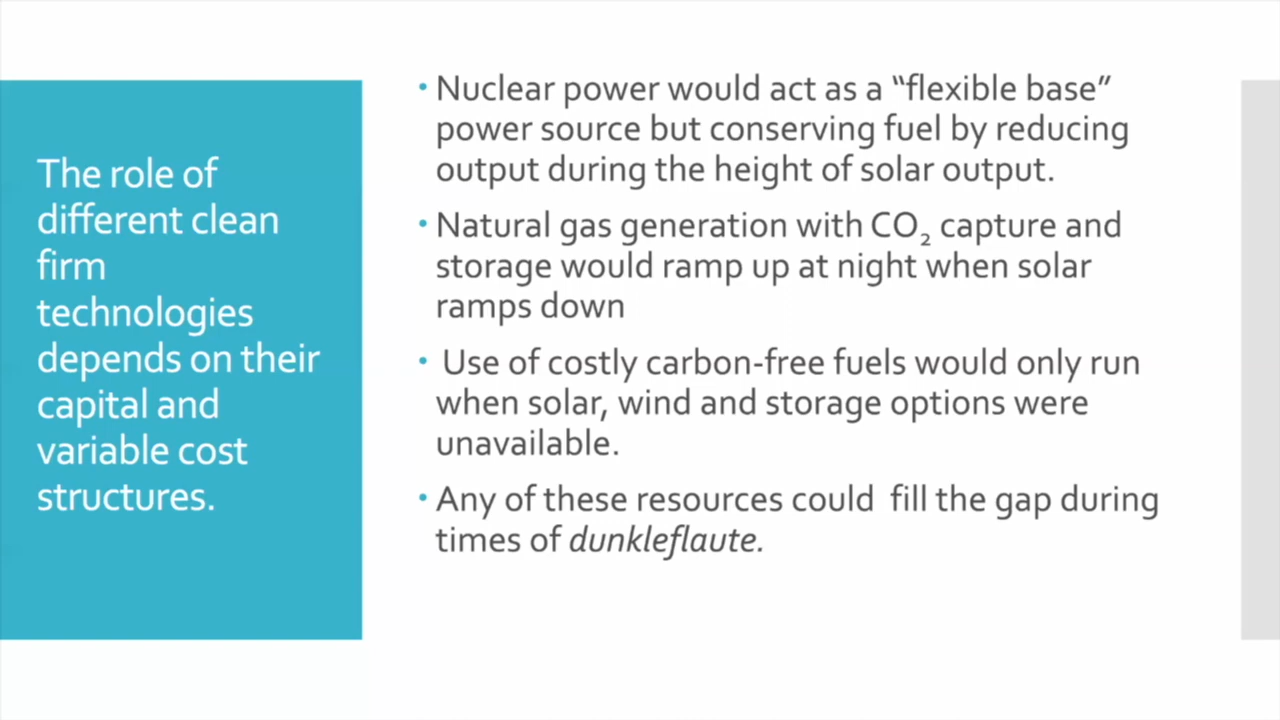 The role of
different clean
firm
technologies
depends on their
capital and
variable cost
structures.
• Nuclear power would act as a “flexible base”
power source but conserving fuel by reducing
output during the height of solar output.
• Natural gas generation with CO₂ capture and
storage would ramp up at night when solar
ramps down
• Use of costly carbon-free fuels would only run
when solar, wind and storage options were
unavailable.
• Any of these resources could  fill the gap during
times of dunkleflaute.